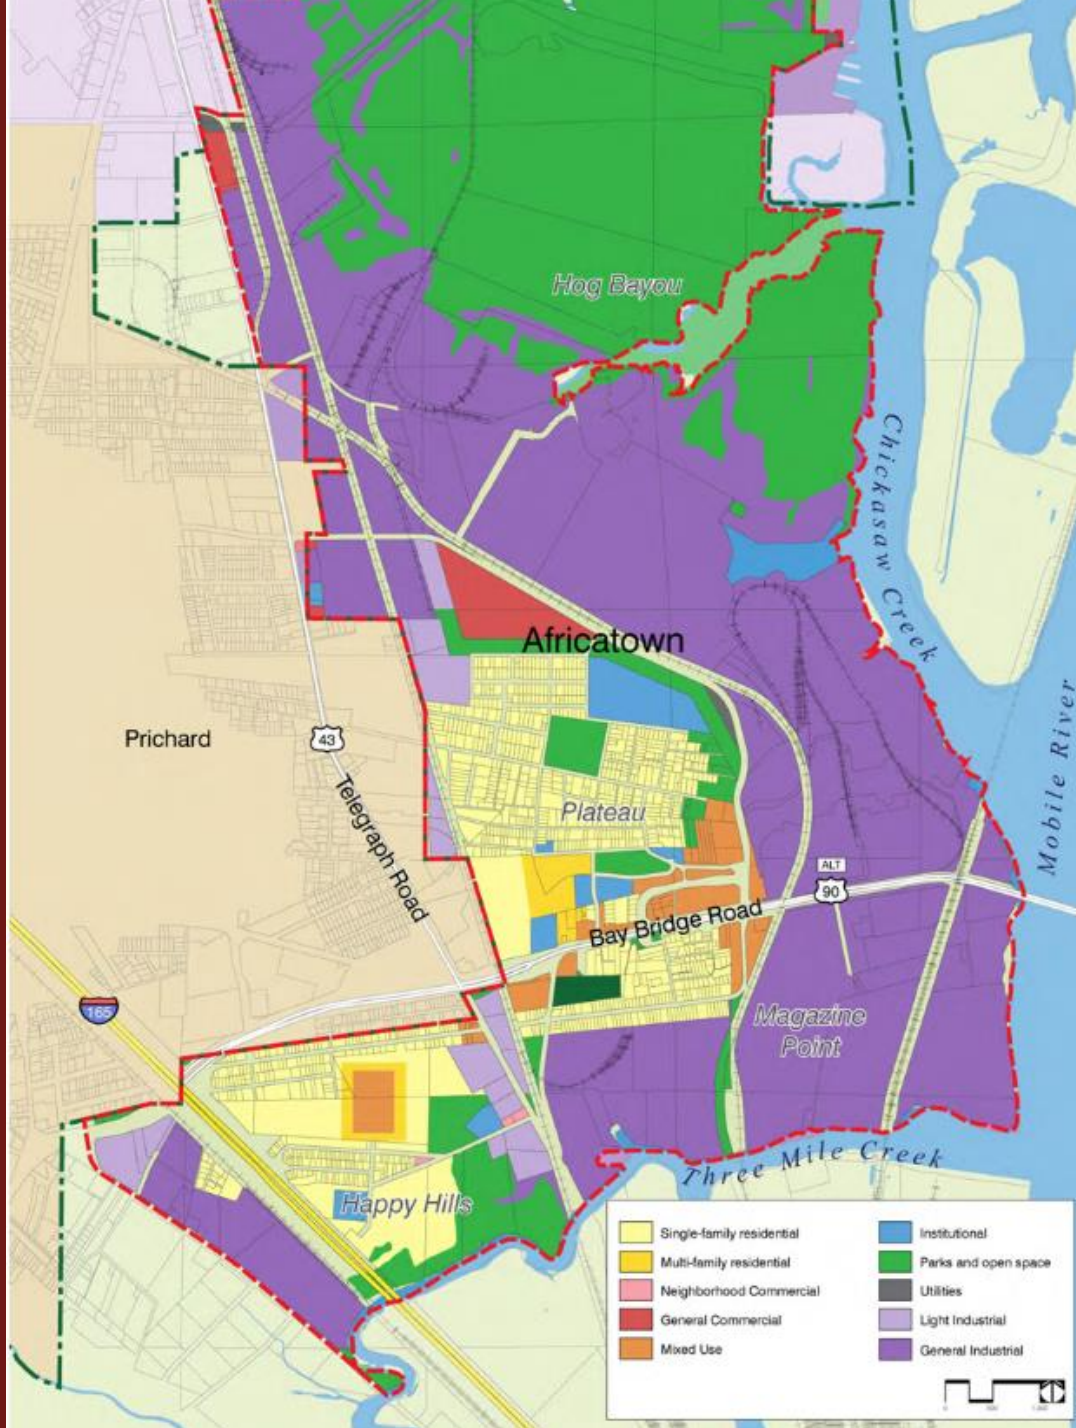 Hog Bayou
Chickasaw Creek
Africatown
Prichard
43
Telegraph Road
Mobile River
Plateau
ALT
90
Bay Bridge Road
165
Magazine
Point
Three Mile Creek
Happy Hills
Single-family residential
Multi-family residential
Neighborhood Commercial
General Commercial
Mixed Use
Institutional
Parks and open space
Utilities
Light Industrial
General Industrial